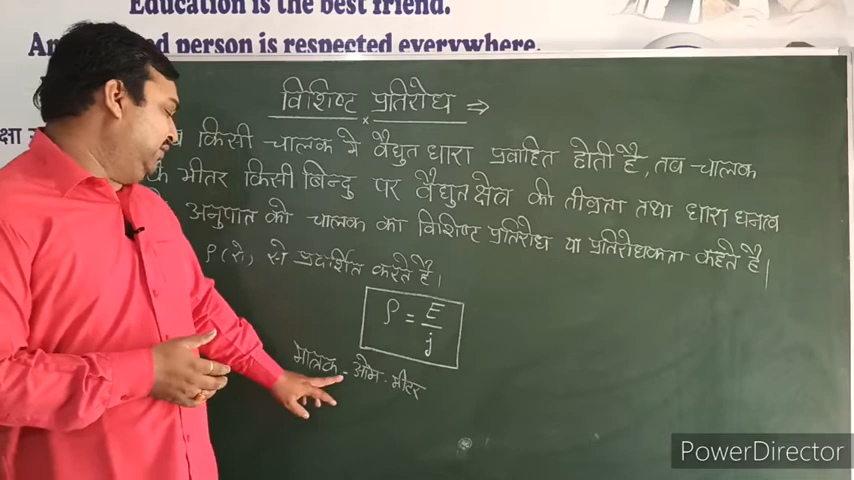 Education is the best friend.
An person is respected everywhere.
क्षा
विशिष्ट प्रतिरोध ⇒
किसी चालक मे वैद्युत धारा प्रवाहित होती है, तब चालक
भीतर किसी बिन्दु पर वैद्युत क्षेत्र की तीव्रता तथा धारा घनत्व
अनुपात को चालक का विशिष्ट प्रतिरोध या प्रतिरोधकता कहते है।
ρ (रो) से प्रदर्शित करते है।
ρ = E/j
मात्रक - ओम - मीटर
PowerDirector